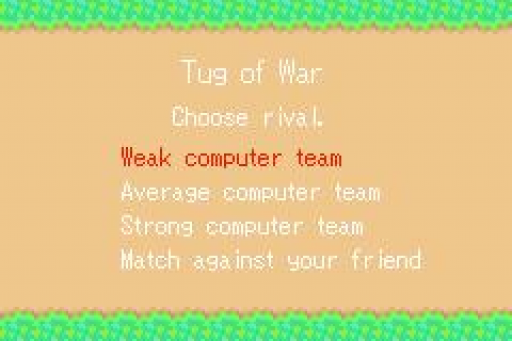 Tug of War
Choose rival.
Weak computer team
Average computer team
Strong computer team
Match against your friend